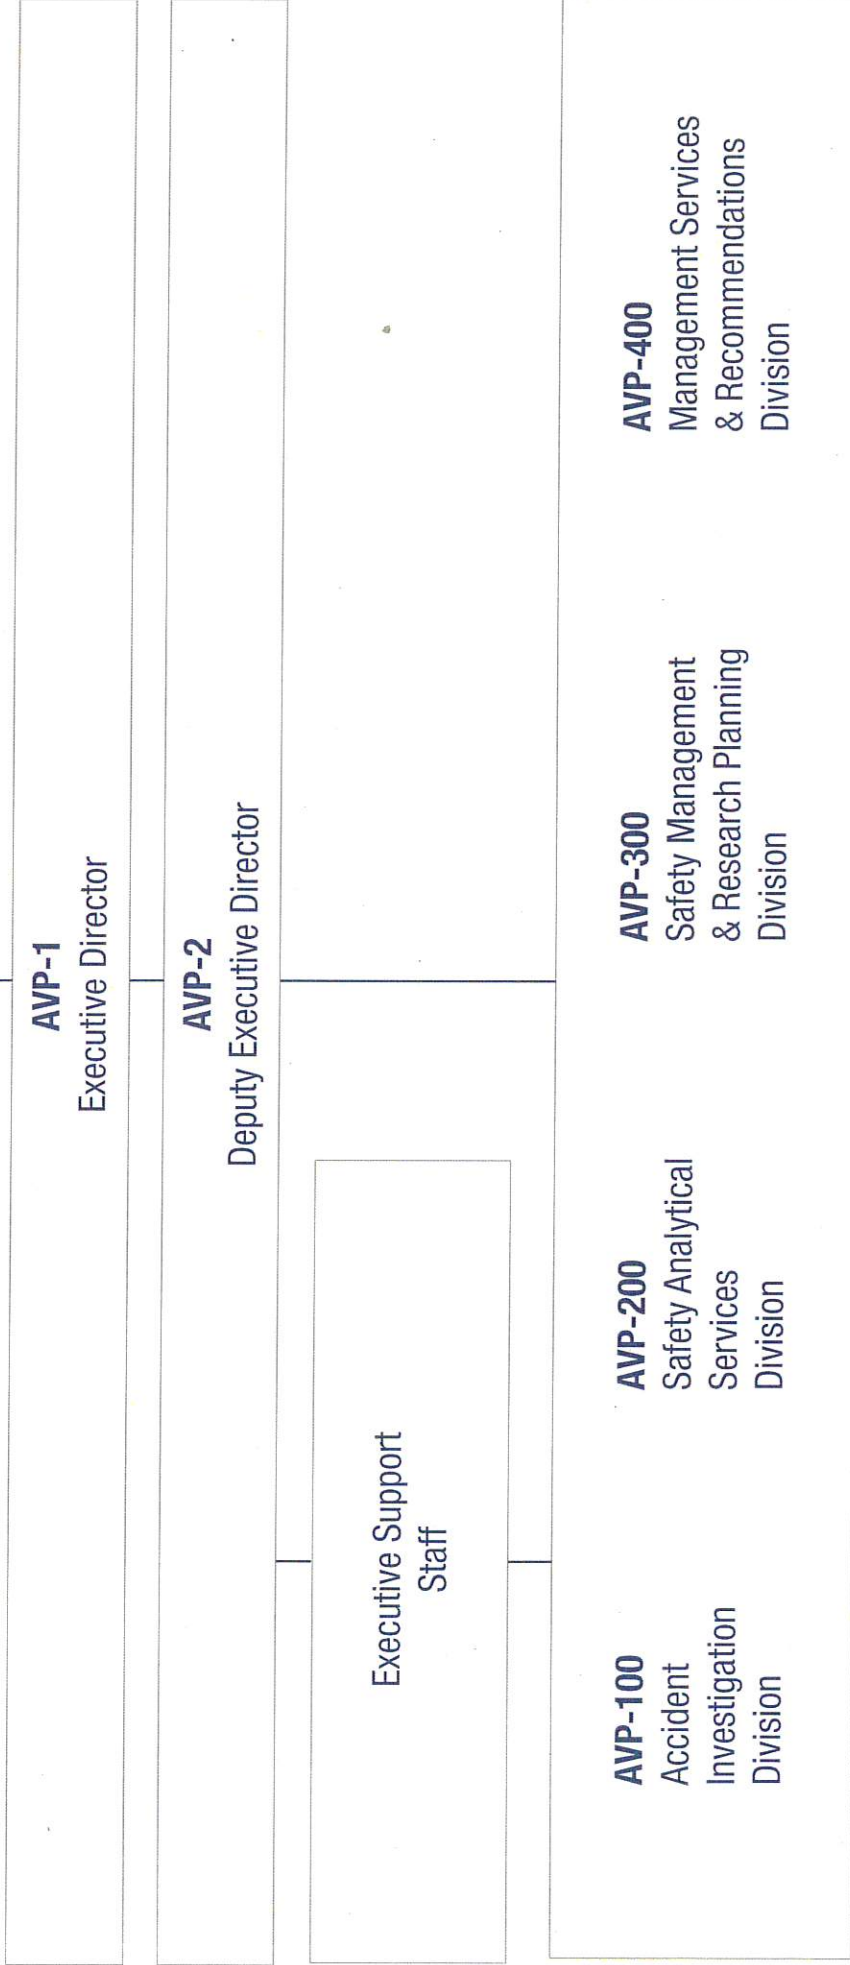 AVP-1
Executive Director
AVP-2
Deputy Executive Director
Executive Support
Staff
AVP-100
Accident
Investigation
Division
AVP-200
Safety Analytical
Services
Division
AVP-300
Safety Management
& Research Planning
Division
AVP-400
Management Services
& Recommendations
Division